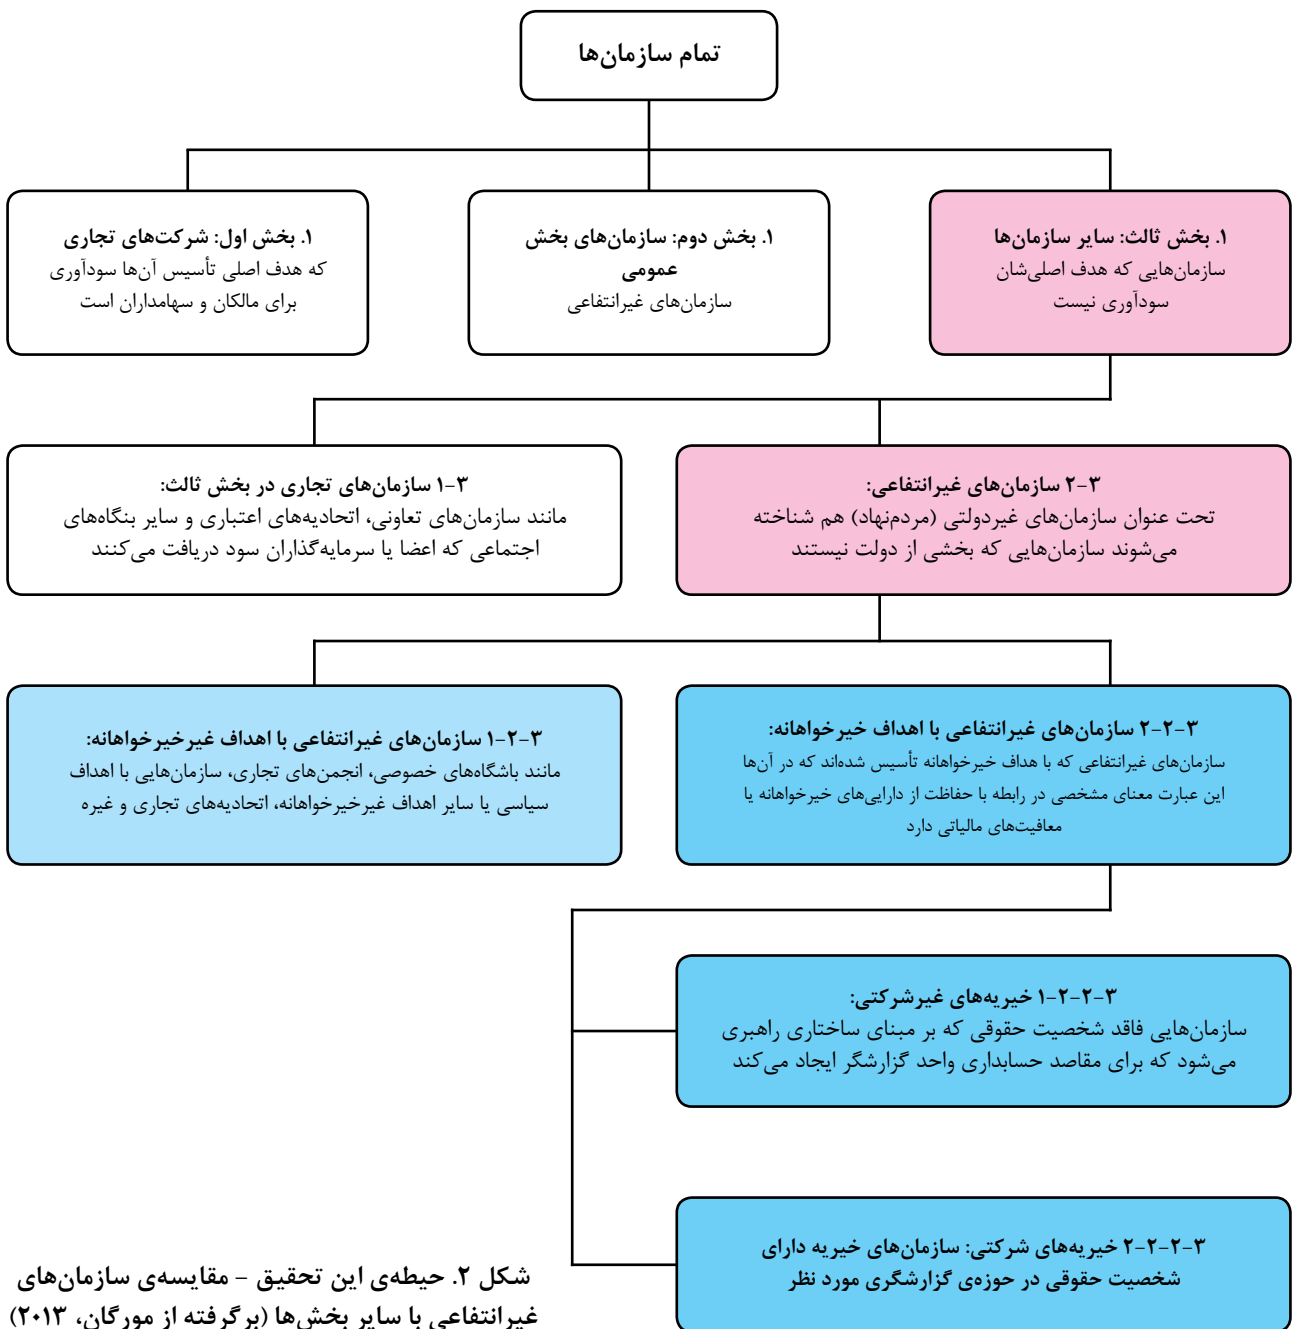 تمام سازمان‌ها
۱. بخش ثالث: سایر سازمان‌ها
سازمان‌هایی که هدف اصلی‌شان
سودآوری نیست
۱. بخش دوم: سازمان‌های بخش
عمومی
سازمان‌های غیرانتفاعی
۱. بخش اول: شرکت‌های تجاری
که هدف اصلی تأسیس آن‌ها سودآوری
برای مالکان و سهامداران است
۲-۳ سازمان‌های غیرانتفاعی:
تحت عنوان سازمان‌های غیردولتی (مردم‌نهاد) هم شناخته
می‌شوند سازمان‌هایی که بخشی از دولت نیستند
۱-۳ سازمان‌های تجاری در بخش ثالث:
مانند سازمان‌های تعاونی، اتحادیه‌های اعتباری و سایر بنگاه‌های
اجتماعی که اعضا یا سرمایه‌گذاران سود دریافت می‌کنند
۲-۲-۳ سازمان‌های غیرانتفاعی با اهداف خیرخواهانه:
سازمان‌های غیرانتفاعی که با هداف خیرخواهانه تأسیس شده‌اند که در آن‌ها
این عبارت معنای مشخصی در رابطه با حفاظت از دارایی‌های خیرخواهانه یا
معافیت‌های مالیاتی دارد
۱-۲-۳ سازمان‌های غیرانتفاعی با اهداف غیرخیرخواهانه:
مانند باشگاه‌های خصوصی، انجمن‌های تجاری، سازمان‌هایی با اهداف
سیاسی یا سایر اهداف غیرخیرخواهانه، اتحادیه‌های تجاری و غیره
۱-۲-۲-۳ خیریه‌های غیرشرکتی:
سازمان‌هایی فاقد شخصیت حقوقی که بر مبنای ساختاری راهبری
می‌شود که برای مقاصد حسابداری واحد گزارشگر ایجاد می‌کند
۲-۲-۲-۳ خیریه‌های شرکتی: سازمان‌های خیریه دارای
شخصیت حقوقی در حوزه‌ی گزارشگری مورد نظر
شکل ۲. حیطه‌ی این تحقیق - مقایسه‌ی سازمان‌های
غیرانتفاعی با سایر بخش‌ها (برگرفته از مورگان، ۲۰۱۳)